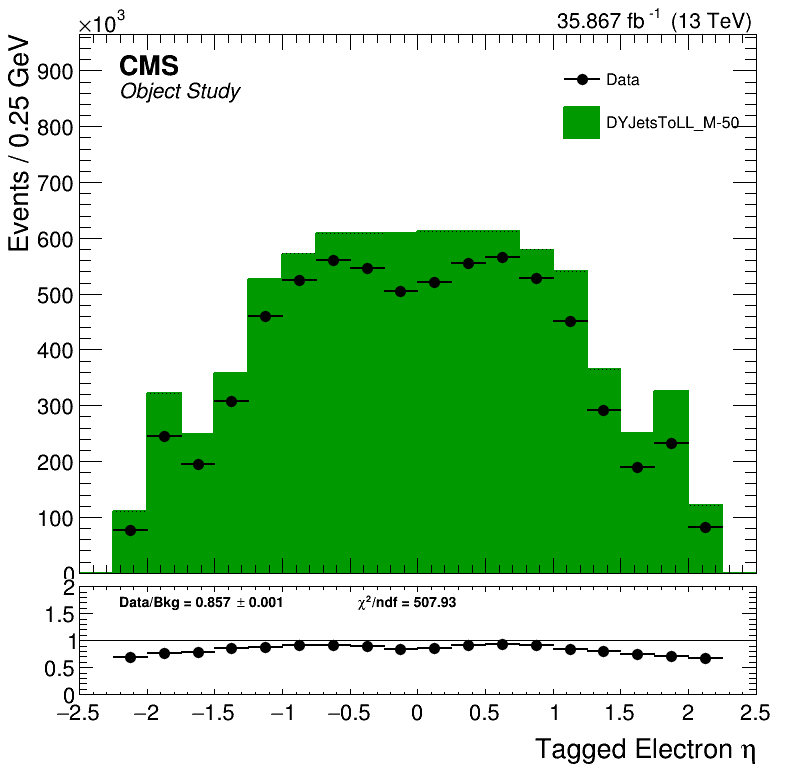 ×10³
35.867 fb⁻¹ (13 TeV)
Events / 0.25 GeV
CMS
Object Study
Data
DYJetsToLL_M-50
900
800
700
600
500
400
300
200
100
0
Data/Bkg = 0.857 ± 0.001
χ²/ndf = 507.93
2
1.5
1
0.5
0
−2.5 −2 −1.5 −1 −0.5 0 0.5 1 1.5 2 2.5
Tagged Electron η